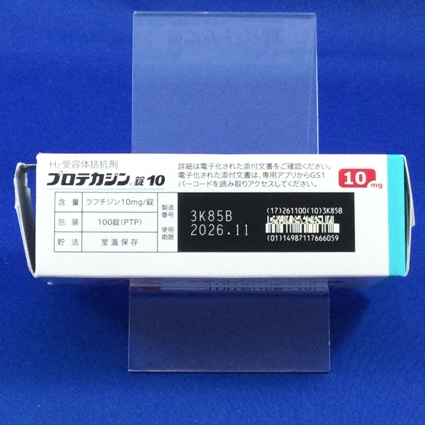 H₂受容体拮抗剤
プロテカジン錠10
詳細は電子化された添付文書をご確認ください。
電子化された添付文書は、専用アプリからGS1
バーコードを読み取りアクセスしてください。
10mg
含量 ラフチジン10mg/錠
包装 100錠(PTP)
貯法 室温保存
製造番号 3K85B
使用期限 2026.11
(17)261100(10)3K85B
(01)14987117666059